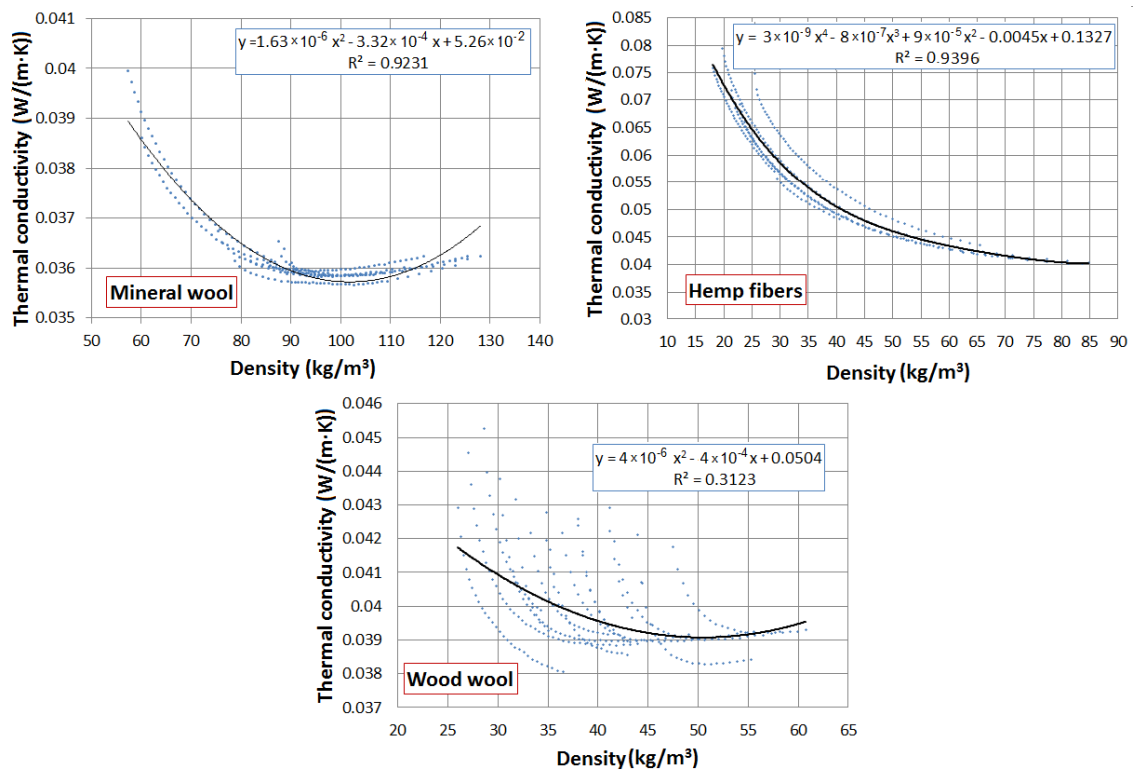 Thermal conductivity (W/(m·K))
0.041
0.04
0.039
0.038
0.037
0.036
0.035
y =1.63 ×10⁻⁶ x² - 3.32 ×10⁻⁴ x + 5.26×10⁻²
R² = 0.9231
Mineral wool
50 60 70 80 90 100 110 120 130 140
Density (kg/m³)
Thermal conductivity (W/(m·K))
0.085
0.08
0.075
0.07
0.065
0.06
0.055
0.05
0.045
0.04
0.035
0.03
y = 3×10⁻⁹ x⁴ - 8 ×10⁻⁷x³ + 9 ×10⁻⁵ x² - 0.0045x + 0.1327
R² = 0.9396
Hemp fibers
10 15 20 25 30 35 40 45 50 55 60 65 70 75 80 85 90
Density (kg/m³)
Thermal conductivity (W/(m·K))
0.046
0.045
0.044
0.043
0.042
0.041
0.04
0.039
0.038
0.037
y = 4 ×10⁻⁶ x² - 4 ×10⁻⁴x + 0.0504
R² = 0.3123
Wood wool
20 25 30 35 40 45 50 55 60 65
Density (kg/m³)